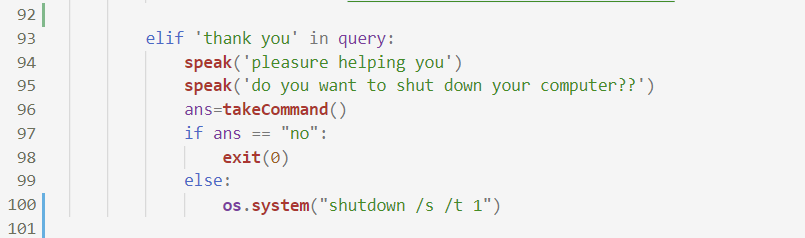 92
93 elif 'thank you' in query:
94 speak('pleasure helping you')
95 speak('do you want to shut down your computer??')
96 ans=takeCommand()
97 if ans == "no":
98 exit(0)
99 else:
100 os.system("shutdown /s /t 1")
101